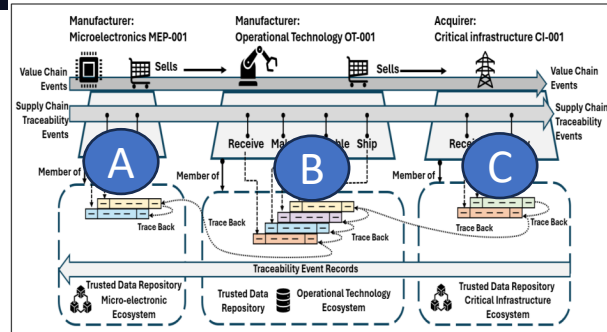 Manufacturer:
Microelectronics MEP-001
Manufacturer:
Operational Technology OT-001
Acquirer:
Critical infrastructure CI-001
Sells
Sells
Value Chain
Events
Value Chain
Events
Supply Chain
Traceability
Events
Supply Chain
Traceability
Events
Receive
Ship
A
B
C
Member of
Member of
Member of
Trace Back
Trace Back
Trace Back
Trace Back
Trace Back
Traceability Event Records
Trusted Data Repository
Micro-electronic
Ecosystem
Trusted Data
Repository
Operational Technology
Ecosystem
Trusted Data Repository
Critical Infrastructure
Ecosystem